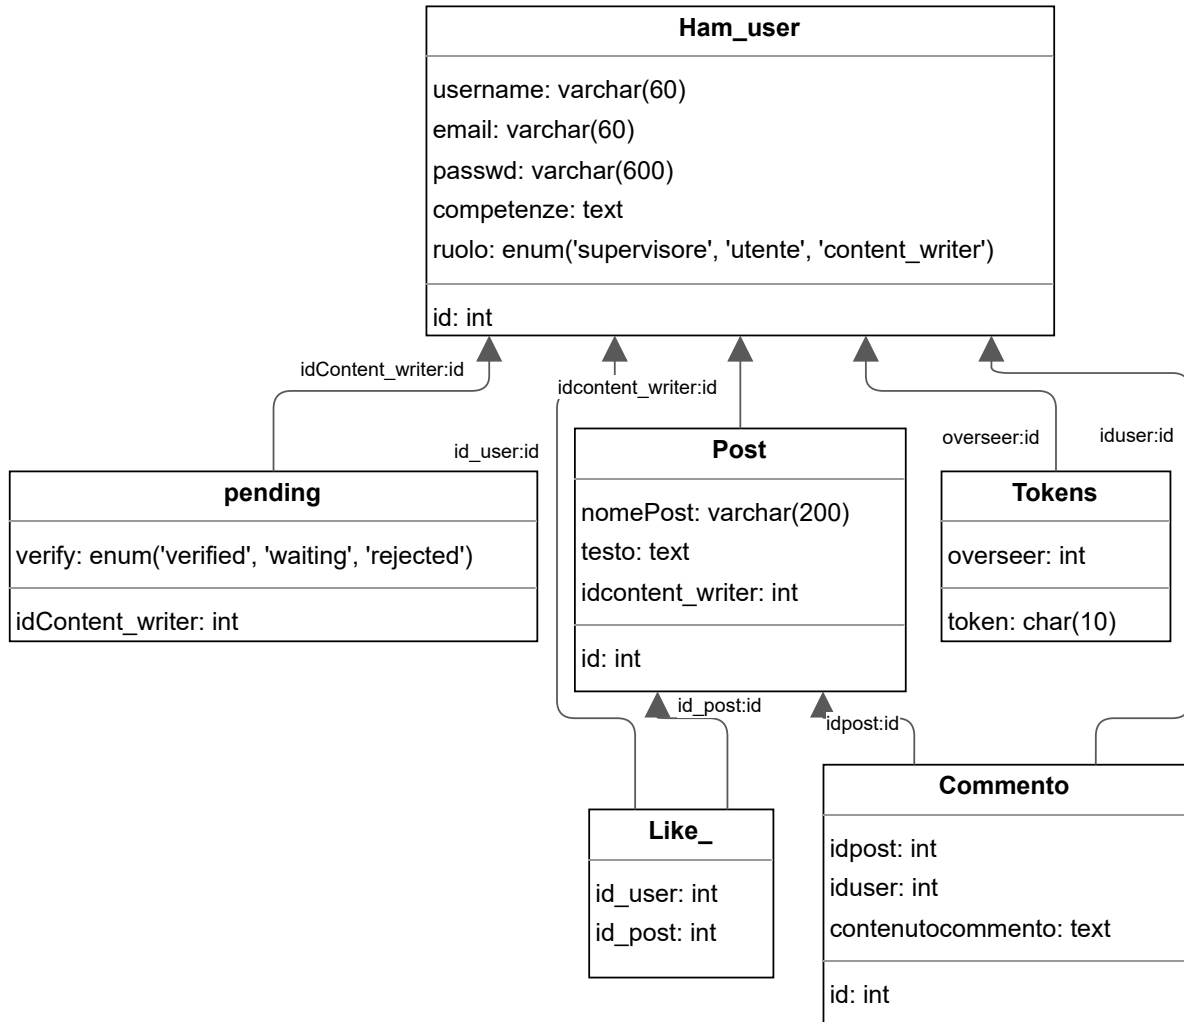 Ham_user
username: varchar(60)
email: varchar(60)
passwd: varchar(600)
competenze: text
ruolo: enum('supervisore', 'utente', 'content_writer')
id: int
idContent_writer:id
idcontent_writer:id
id_user:id
overseer:id
iduser:id
pending
verify: enum('verified', 'waiting', 'rejected')
idContent_writer: int
Post
nomePost: varchar(200)
testo: text
idcontent_writer: int
id: int
Tokens
overseer: int
token: char(10)
id_post:id
idpost:id
Like_
id_user: int
id_post: int
Commento
idpost: int
iduser: int
contenutocommento: text
id: int